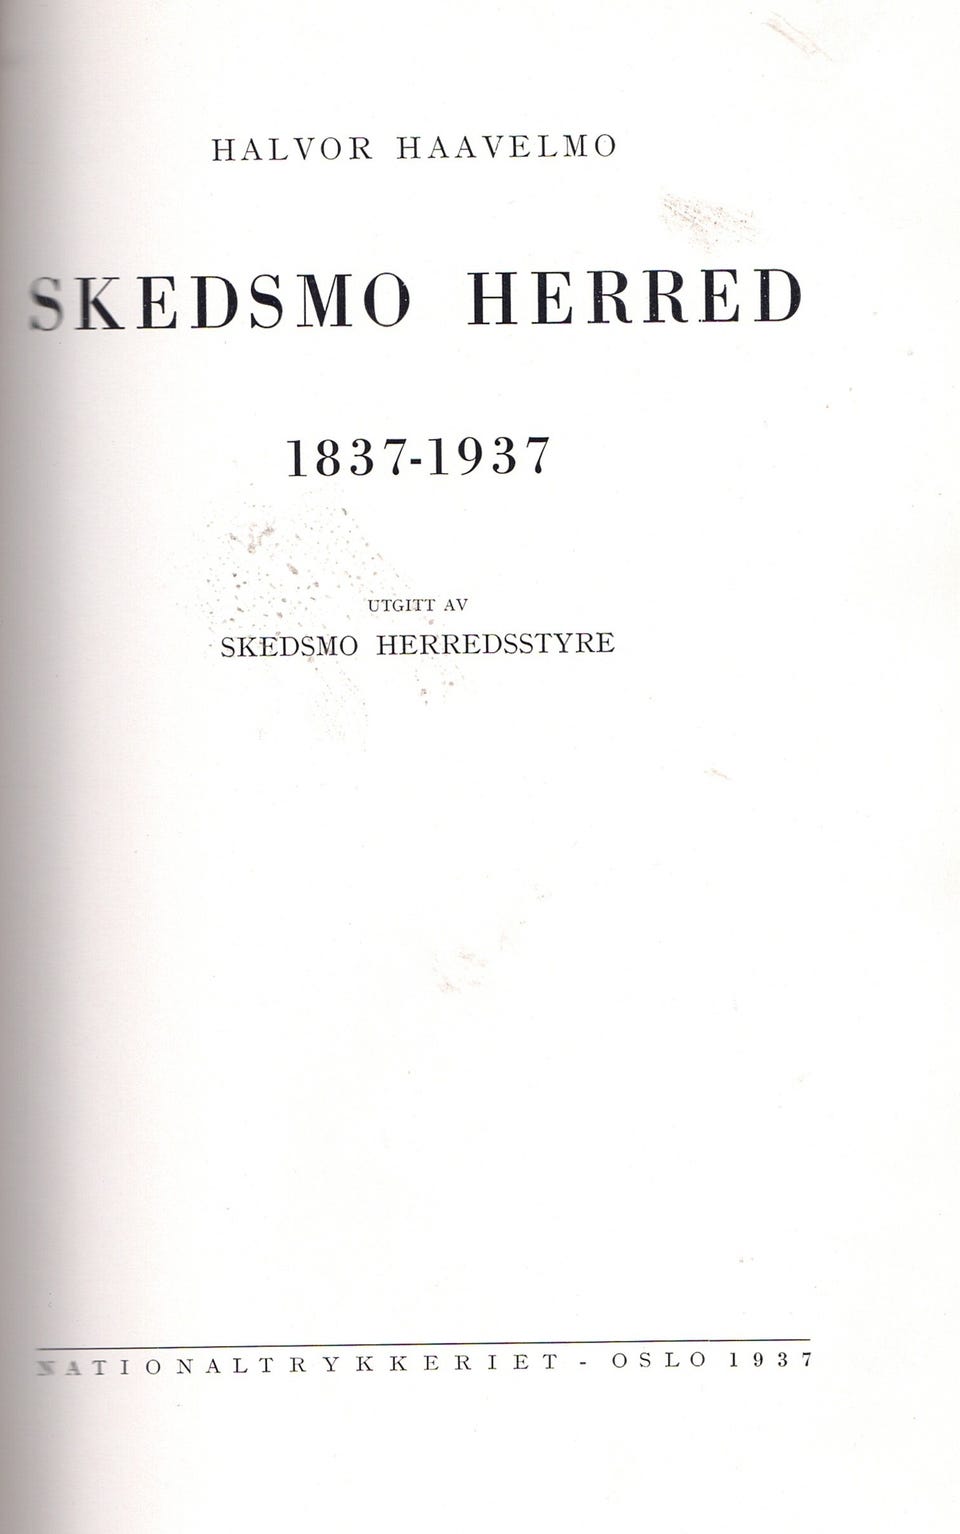 HALVOR HAAVELMO
SKEDSMO HERRED
1837-1937
UTGITT AV
SKEDSMO HERREDSSTYRE
NATIONALTRYKKERIET - OSLO 1937